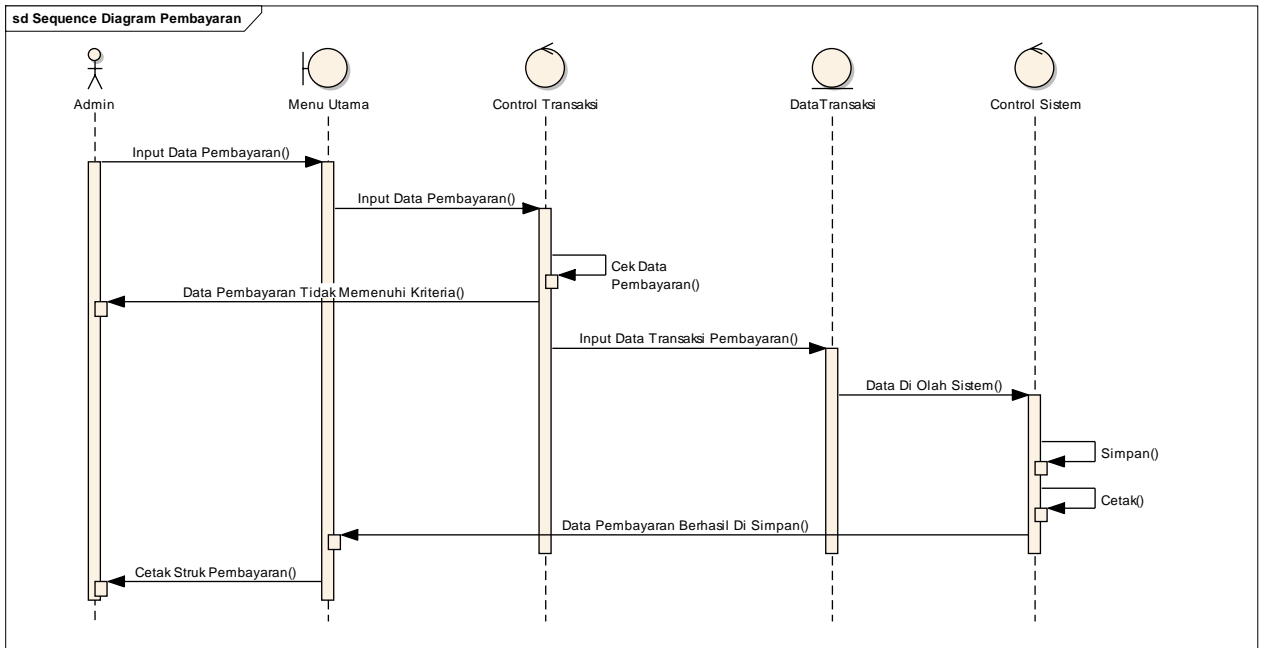 sd Sequence Diagram Pembayaran
Admin
Menu Utama
Control Transaksi
DataTransaksi
Control Sistem
Input Data Pembayaran()
Input Data Pembayaran()
Cek Data
Pembayaran()
Data Pembayaran Tidak Memenuhi Kriteria()
Input Data Transaksi Pembayaran()
Data Di Olah Sistem()
Simpan()
Cetak()
Data Pembayaran Berhasil Di Simpan()
Cetak Struk Pembayaran()